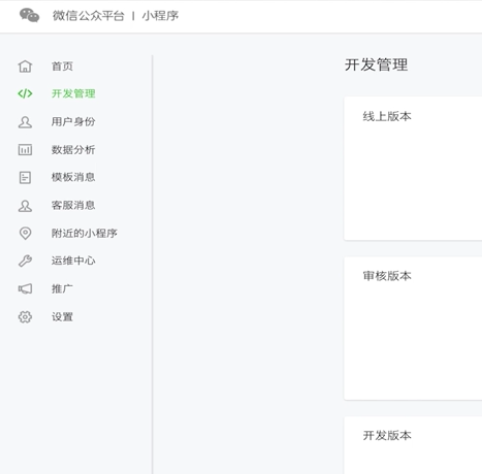 微信公众平台 | 小程序
首页
开发管理
用户身份
数据分析
模板消息
客服消息
附近的小程序
运维中心
推广
设置
开发管理
线上版本
审核版本
开发版本